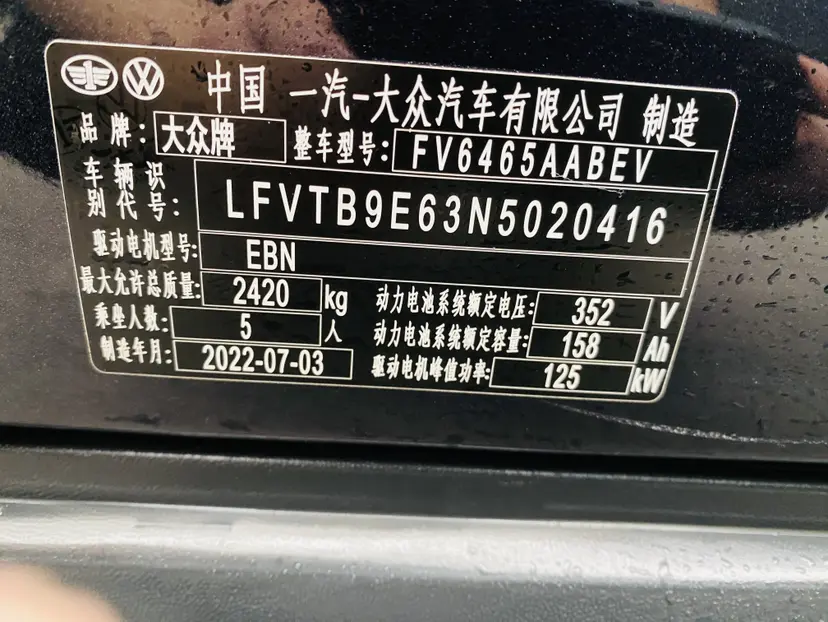 中国 一汽-大众汽车有限公司 制造
品牌: 大众牌 整车型号: FV6465AABEV
车辆识别代号: LFVTB9E63N5020416
驱动电机型号: EBN
最大允许总质量: 2420 kg 动力电池系统额定电压: 352 V
乘坐人数: 5 人 动力电池系统额定容量: 158 Ah
制造年月: 2022-07-03 驱动电机峰值功率: 125 kW